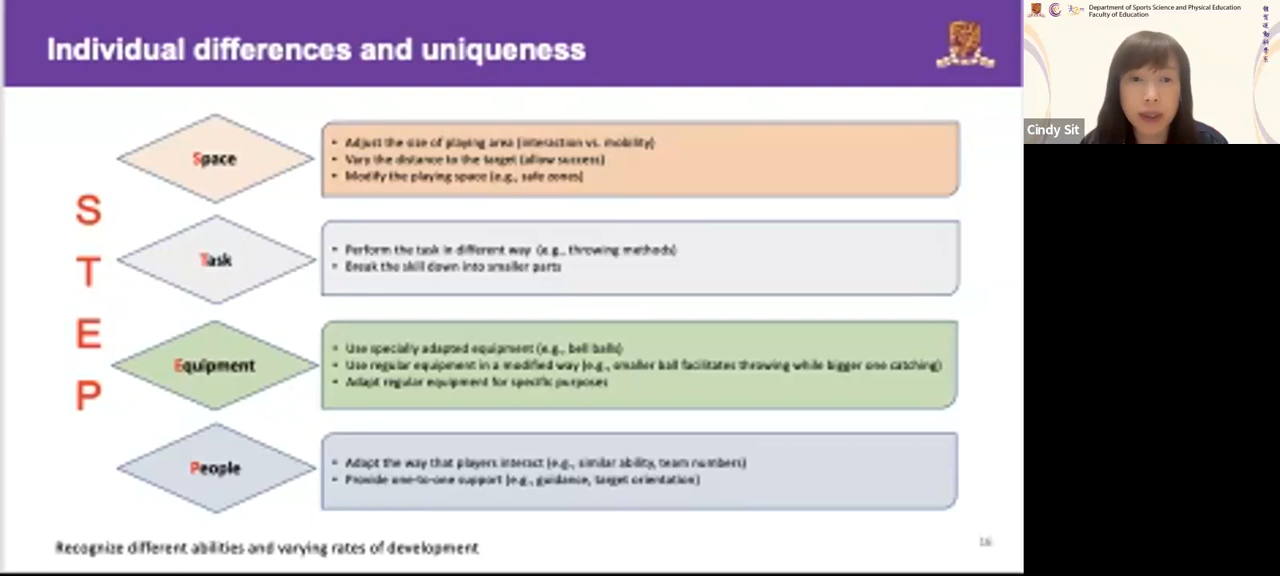 Individual differences and uniqueness
S
T
E
P
Space
• Adjust the size of playing area (interaction vs. mobility)
• Vary the distance to the target (allow success)
• Modify the playing space (e.g., safe zones)
Task
• Perform the task in different way (e.g., throwing methods)
• Break the skill down into smaller parts
Equipment
• Use specially adapted equipment (e.g., bell balls)
• Use regular equipment in a modified way (e.g., smaller ball facilitates throwing while bigger one catching)
• Adapt regular equipment for specific purposes
People
• Adapt the way that players interact (e.g., similar ability, team numbers)
• Provide one-to-one support (e.g., guidance, target orientation)
Recognize different abilities and varying rates of development
16
Department of Sports Science and Physical Education
Faculty of Education
Cindy Sit